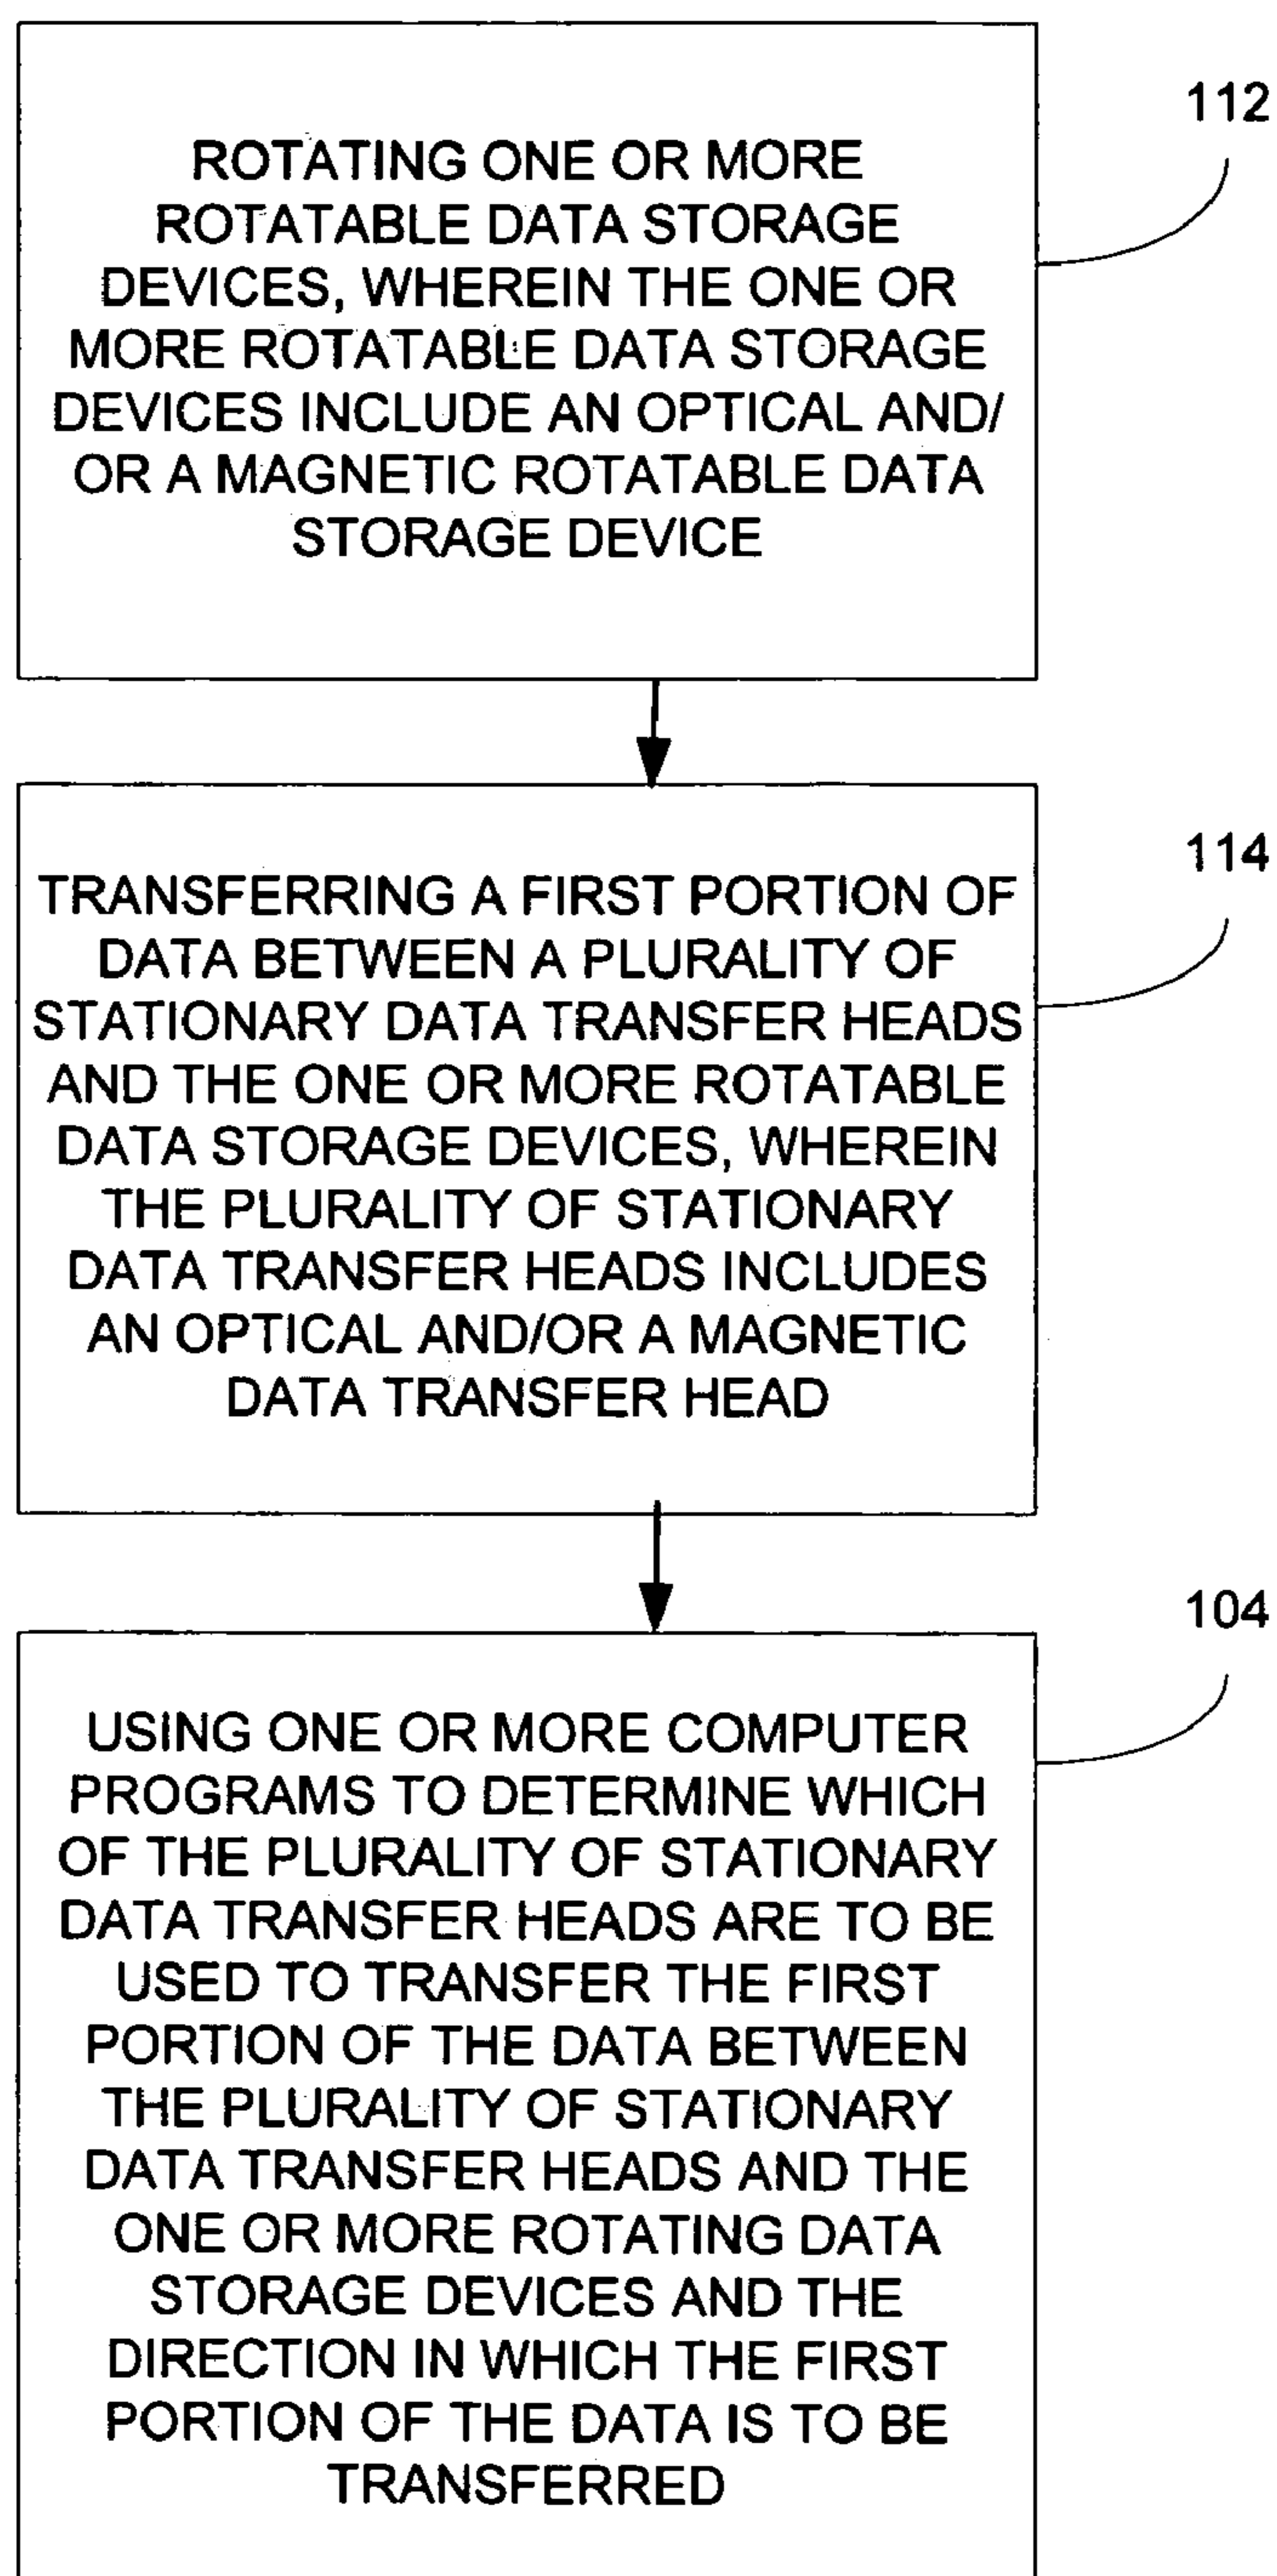 112
ROTATING ONE OR MORE
ROTATABLE DATA STORAGE
DEVICES, WHEREIN THE ONE OR
MORE ROTATABLE DATA STORAGE
DEVICES INCLUDE AN OPTICAL AND/
OR A MAGNETIC ROTATABLE DATA
STORAGE DEVICE
114
TRANSFERRING A FIRST PORTION OF
DATA BETWEEN A PLURALITY OF
STATIONARY DATA TRANSFER HEADS
AND THE ONE OR MORE ROTATABLE
DATA STORAGE DEVICES, WHEREIN
THE PLURALITY OF STATIONARY
DATA TRANSFER HEADS INCLUDES
AN OPTICAL AND/OR A MAGNETIC
DATA TRANSFER HEAD
104
USING ONE OR MORE COMPUTER
PROGRAMS TO DETERMINE WHICH
OF THE PLURALITY OF STATIONARY
DATA TRANSFER HEADS ARE TO BE
USED TO TRANSFER THE FIRST
PORTION OF THE DATA BETWEEN
THE PLURALITY OF STATIONARY
DATA TRANSFER HEADS AND THE
ONE OR MORE ROTATING DATA
STORAGE DEVICES AND THE
DIRECTION IN WHICH THE FIRST
PORTION OF THE DATA IS TO BE
TRANSFERRED